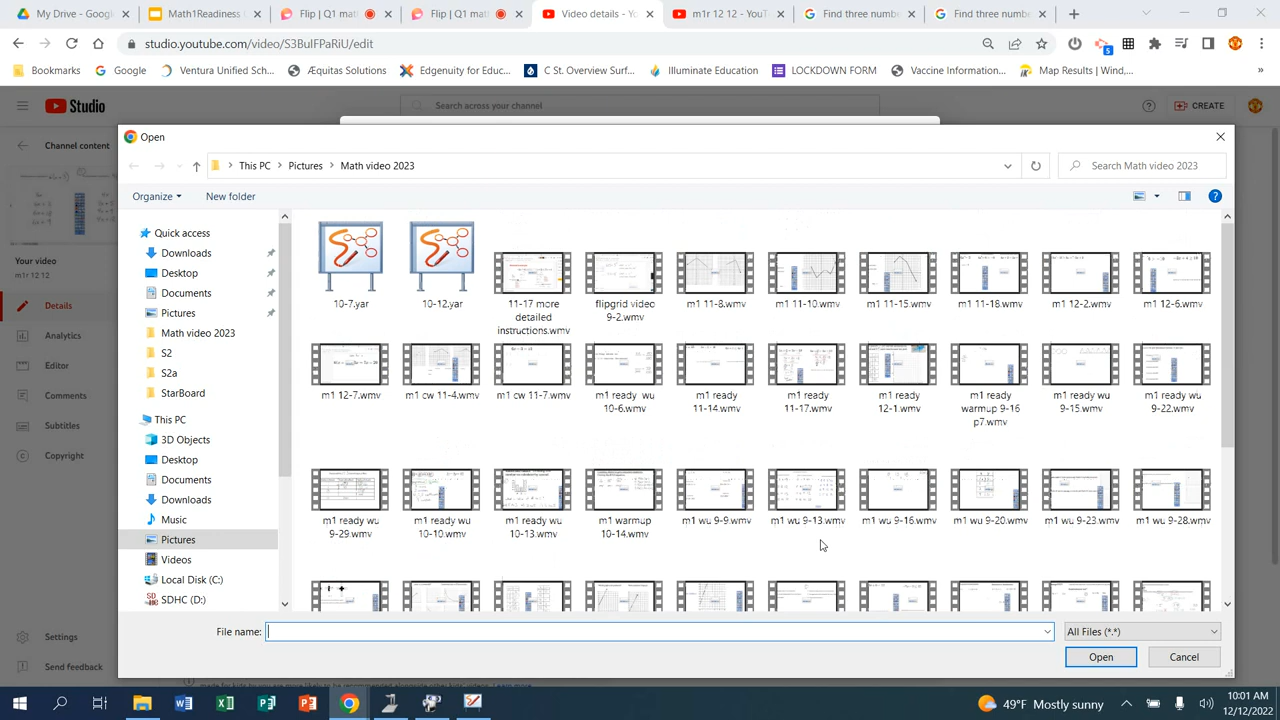 My Drive - Goo
Math1Readiness
Flip | Q1 mat
Flip | Q1 mat
Video details - Yo
m1r 12 12 - YouT
Find three numb
Find three numb
studio.youtube.com/video/S3BuIFPaRiU/edit
5
Bookmarks
Google
Ventura Unified Sch...
Æquitas Solutions
Edgenuity for Educ...
C St. Overview Surf...
Illuminate Education
LOCKDOWN FORM
Vaccine Information...
Map Results | Wind,...
»
Studio
Search across your channel
CREATE
Channel content
Your video
m1r 12 12
Details
Analytics
Editor
Comments
Subtitles
Copyright
Settings
Send feedback
Open
This PC
Pictures
Math video 2023
Search Math video 2023
Organize
New folder
Quick access
Downloads
Desktop
Documents
Pictures
Math video 2023
S2
S2a
StarBoard
This PC
3D Objects
Desktop
Documents
Downloads
Music
Pictures
Videos
Local Disk (C:)
SDHC (D:)
10-7.yar
10-12.yar
11-17 more
detailed
instructions.wmv
flipgrid video
9-2.wmv
m1 11-8.wmv
m1 11-10.wmv
m1 11-15.wmv
m1 11-18.wmv
m1 12-2.wmv
m1 12-6.wmv
m1 12-7.wmv
m1 cw 11-4.wmv
m1 cw 11-7.wmv
m1 ready wu
10-6.wmv
m1 ready
11-14.wmv
m1 ready
11-17.wmv
m1 ready
12-1.wmv
m1 ready
warmup 9-16
p7.wmv
m1 ready wu
9-15.wmv
m1 ready wu
9-22.wmv
m1 ready wu
9-29.wmv
m1 ready wu
10-10.wmv
m1 ready wu
10-13.wmv
m1 warmup
10-14.wmv
m1 wu 9-9.wmv
m1 wu 9-13.wmv
m1 wu 9-16.wmv
m1 wu 9-20.wmv
m1 wu 9-23.wmv
m1 wu 9-28.wmv
File name:
All Files (*.*)
Open
Cancel
49°F Mostly sunny
10:01 AM
12/12/2022